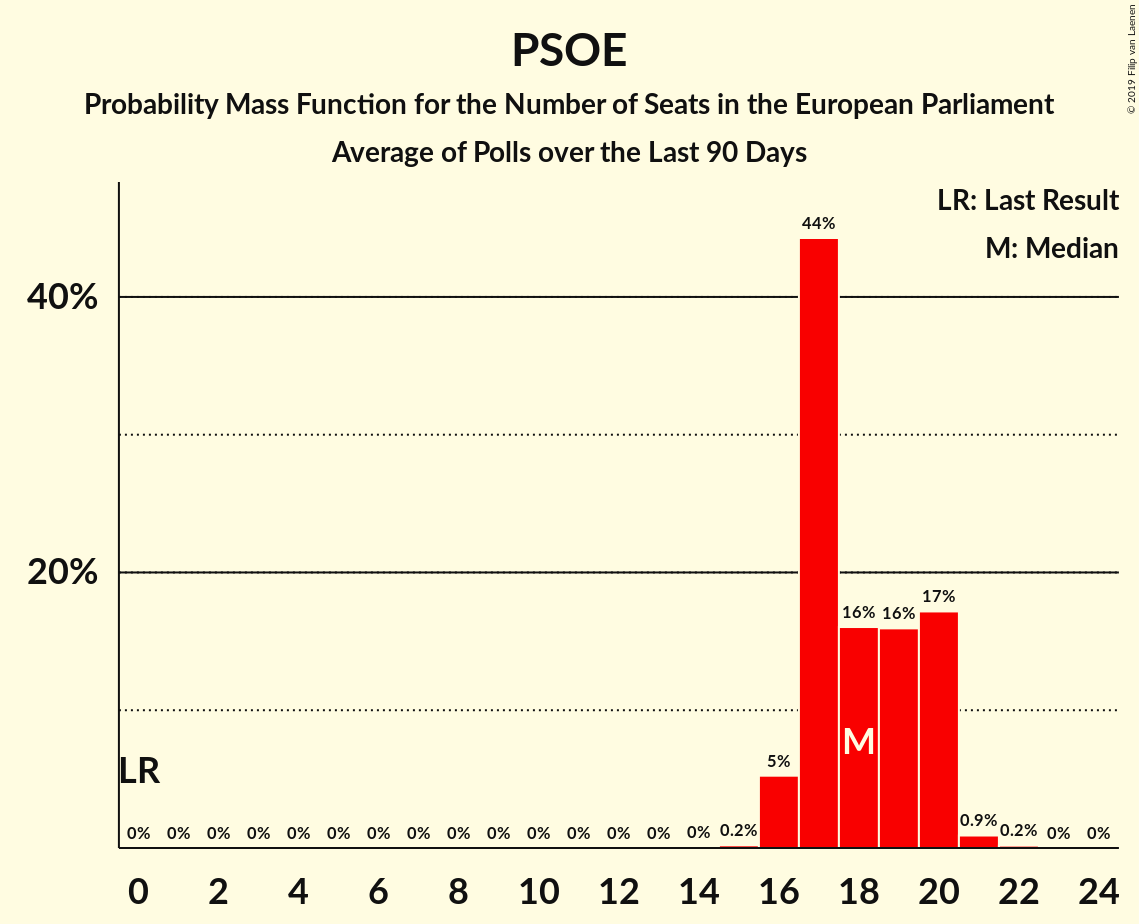 PSOE
Probability Mass Function for the Number of Seats in the European Parliament
Average of Polls over the Last 90 Days
© 2019 Filip van Laenen
LR: Last Result
M: Median
44%
40%
20%
17%
16% 16%
M
5%
LR
0% 0% 0% 0% 0% 0% 0% 0% 0% 0% 0% 0% 0% 0% 0% 0.2% 0.9% 0.2% 0% 0%
0 2 4 6 8 10 12 14 16 18 20 22 24